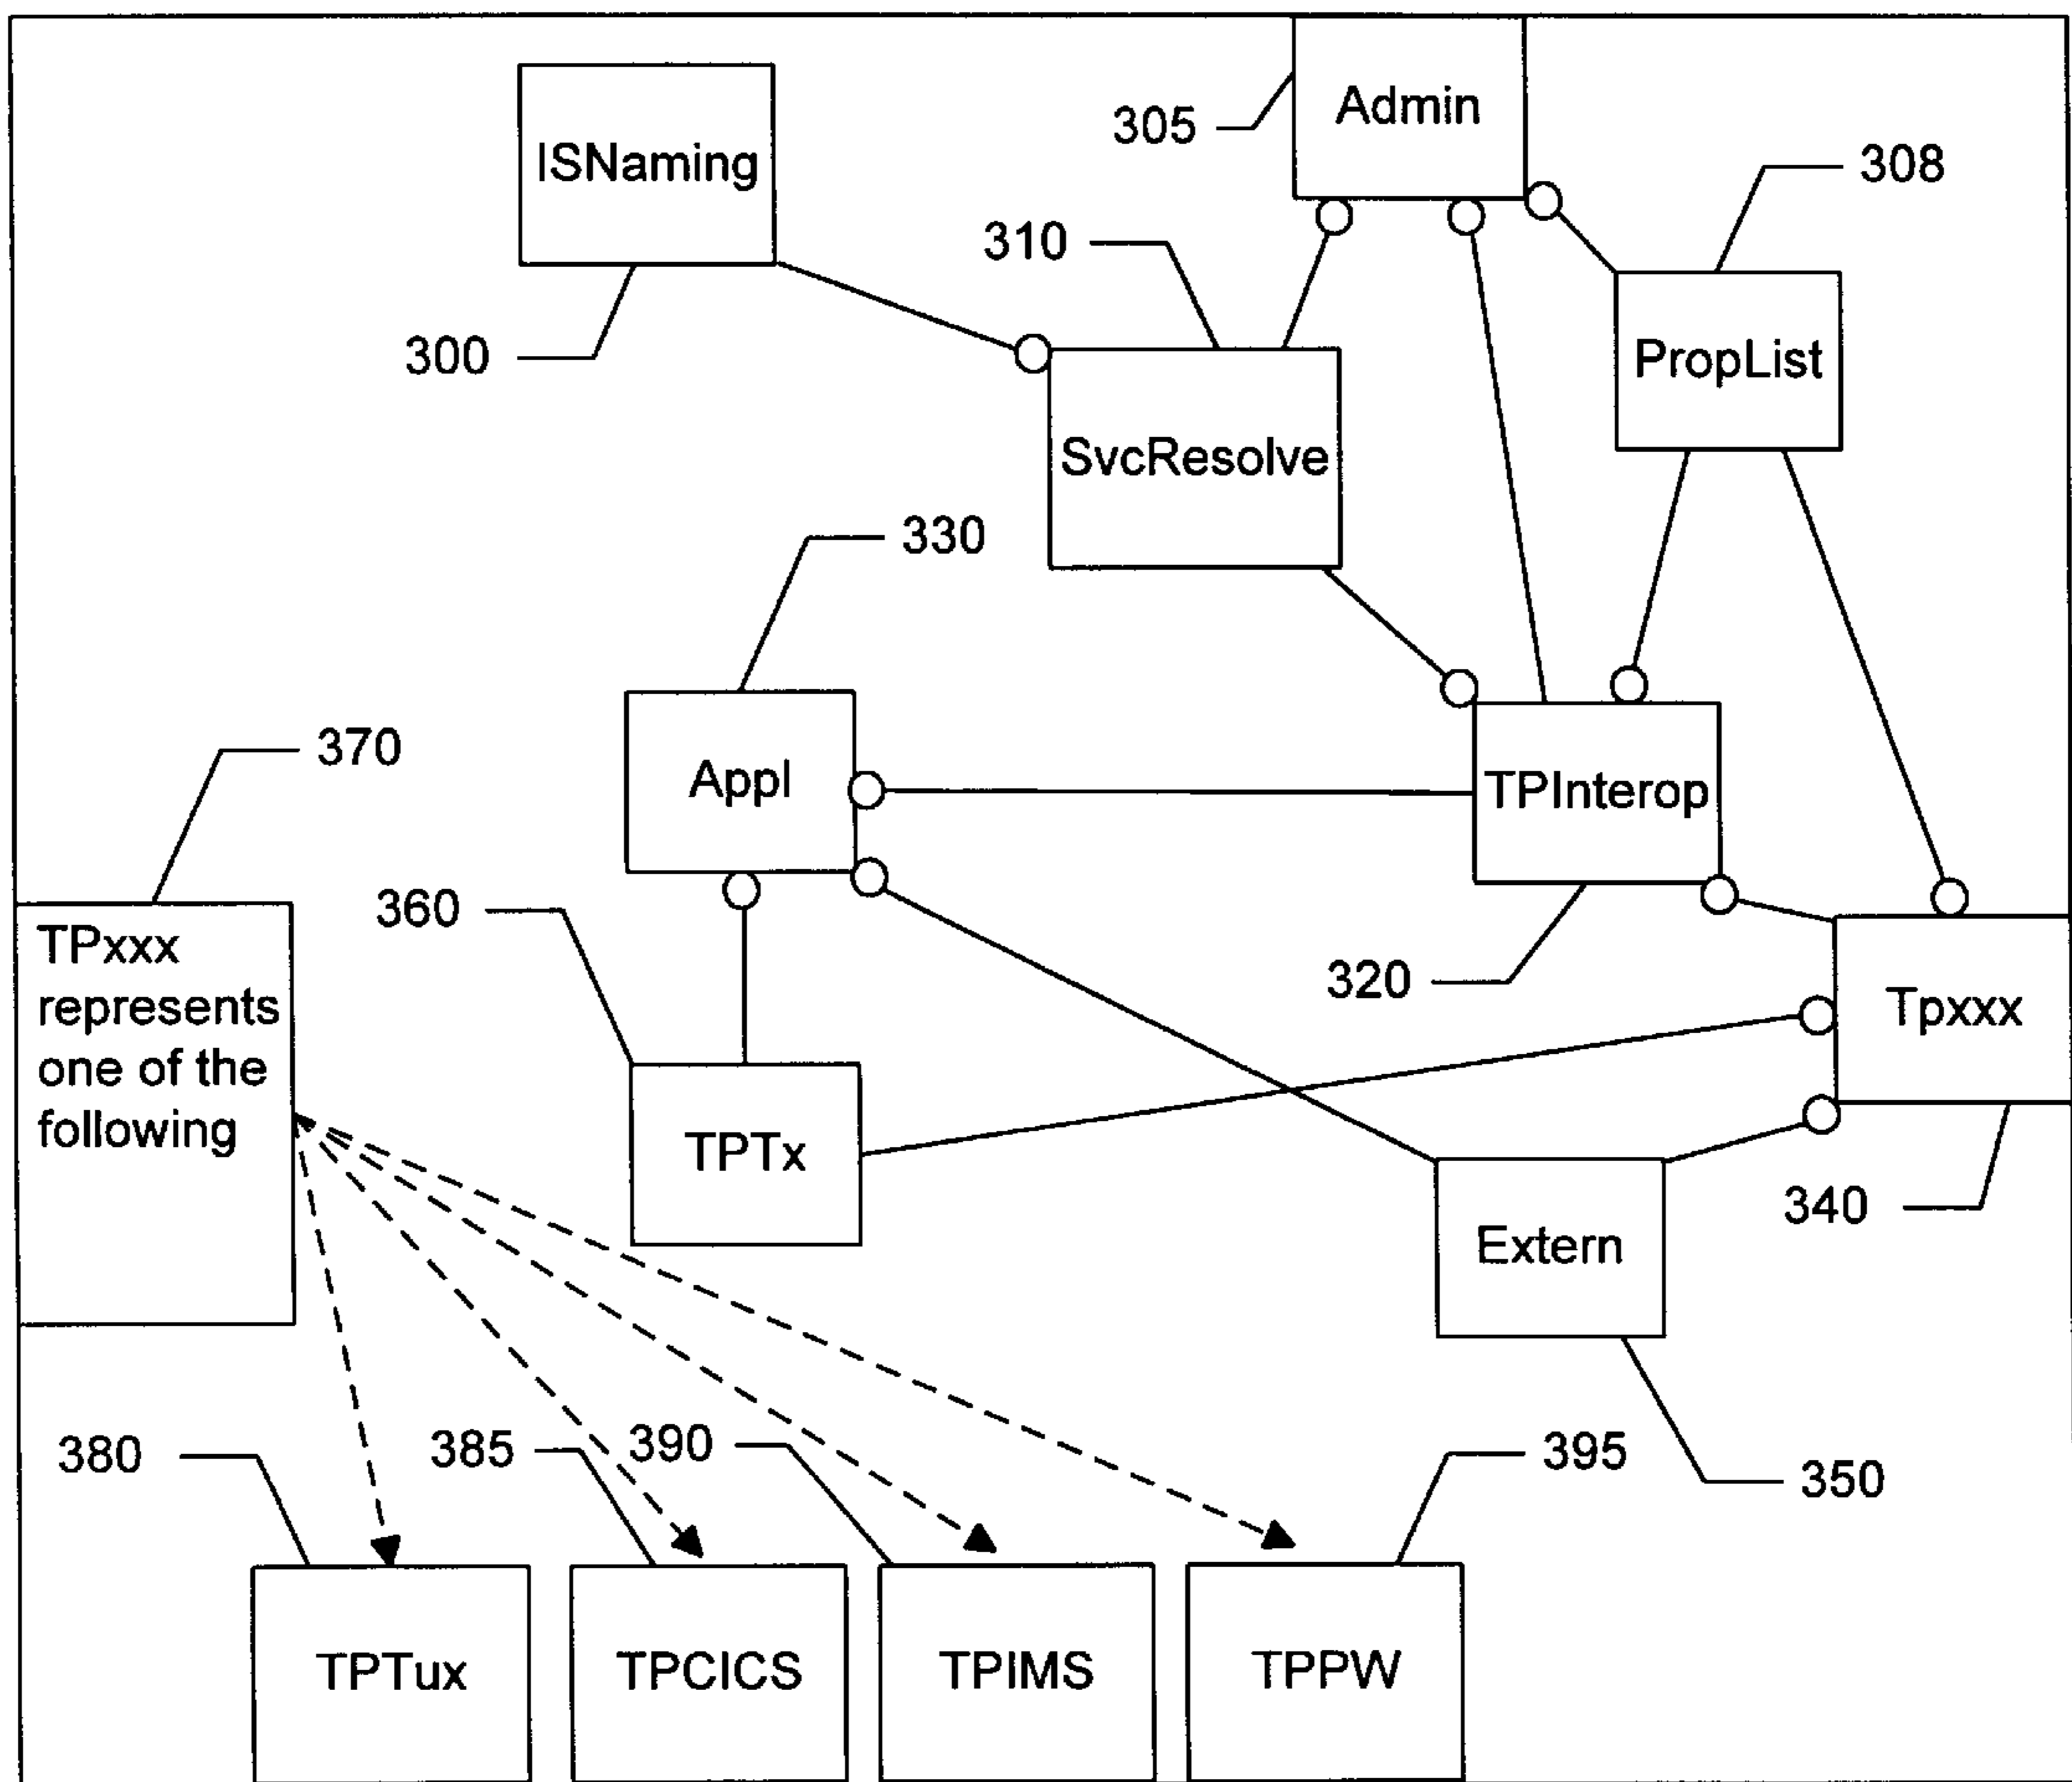 Admin
305
ISNaming
308
310
300
PropList
SvcResolve
330
370
Appl
TPInterop
360
TPxxx
represents
one of the
following
320
Tpxxx
TPTx
340
Extern
380
385
390
395
350
TPTux
TPCICS
TPIMS
TPPW